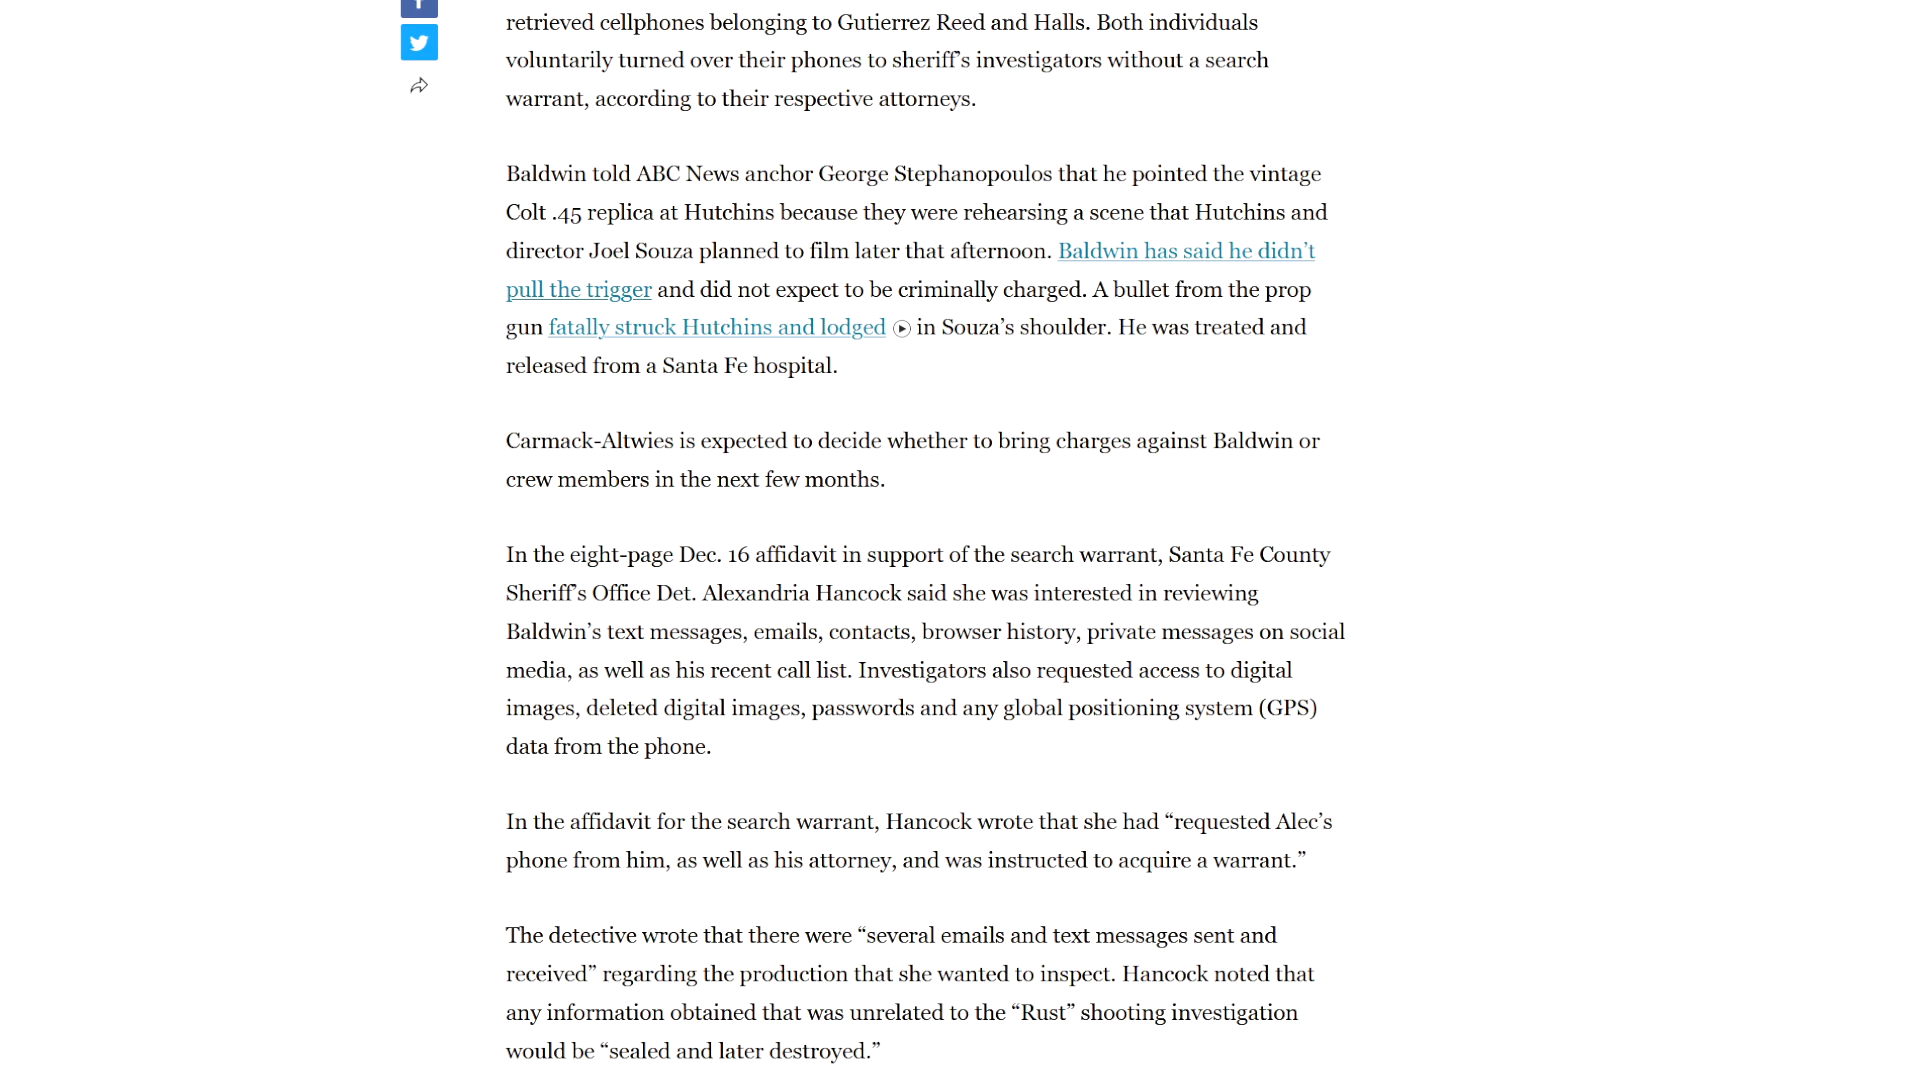 retrieved cellphones belonging to Gutierrez Reed and Halls. Both individuals
voluntarily turned over their phones to sheriff’s investigators without a search
warrant, according to their respective attorneys.
Baldwin told ABC News anchor George Stephanopoulos that he pointed the vintage
Colt .45 replica at Hutchins because they were rehearsing a scene that Hutchins and
director Joel Souza planned to film later that afternoon. Baldwin has said he didn’t
pull the trigger and did not expect to be criminally charged. A bullet from the prop
gun fatally struck Hutchins and lodged in Souza’s shoulder. He was treated and
released from a Santa Fe hospital.
Carmack-Altwies is expected to decide whether to bring charges against Baldwin or
crew members in the next few months.
In the eight-page Dec. 16 affidavit in support of the search warrant, Santa Fe County
Sheriff’s Office Det. Alexandria Hancock said she was interested in reviewing
Baldwin’s text messages, emails, contacts, browser history, private messages on social
media, as well as his recent call list. Investigators also requested access to digital
images, deleted digital images, passwords and any global positioning system (GPS)
data from the phone.
In the affidavit for the search warrant, Hancock wrote that she had “requested Alec’s
phone from him, as well as his attorney, and was instructed to acquire a warrant.”
The detective wrote that there were “several emails and text messages sent and
received” regarding the production that she wanted to inspect. Hancock noted that
any information obtained that was unrelated to the “Rust” shooting investigation
would be “sealed and later destroyed.”